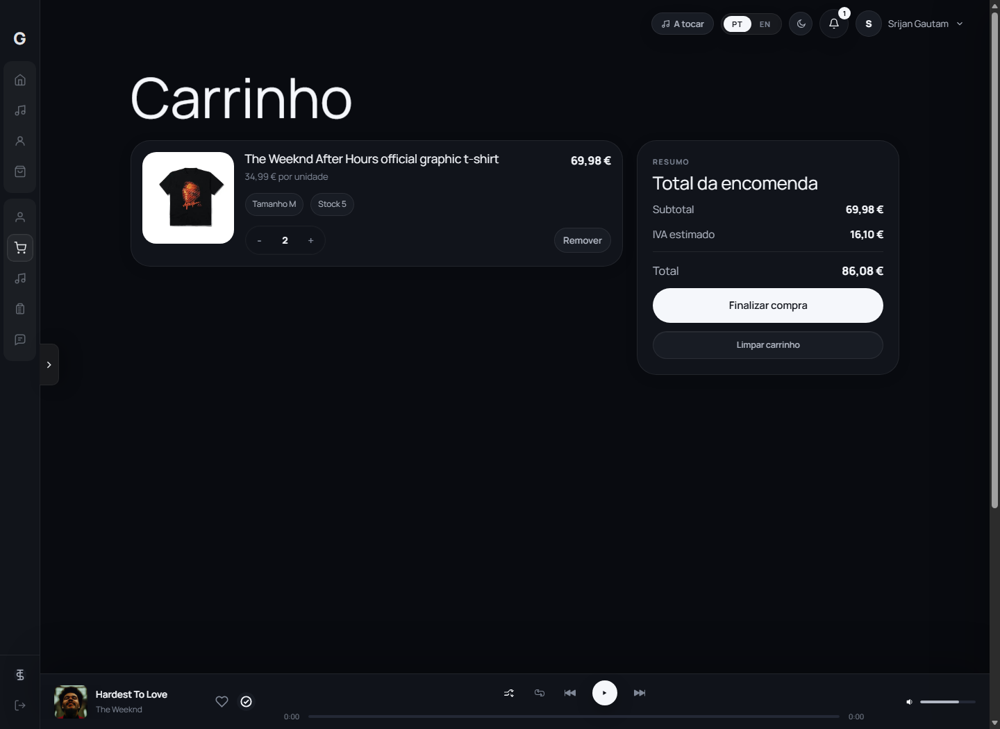 G
A tocar
PT EN
1
S
Srijan Gautam
Carrinho
The Weeknd After Hours official graphic t-shirt
69,98 €
34,99 € por unidade
Tamanho M
Stock 5
- 2 +
Remover
RESUMO
Total da encomenda
Subtotal 69,98 €
IVA estimado 16,10 €
Total 86,08 €
Finalizar compra
Limpar carrinho
Hardest To Love
The Weeknd
0:00
0:00